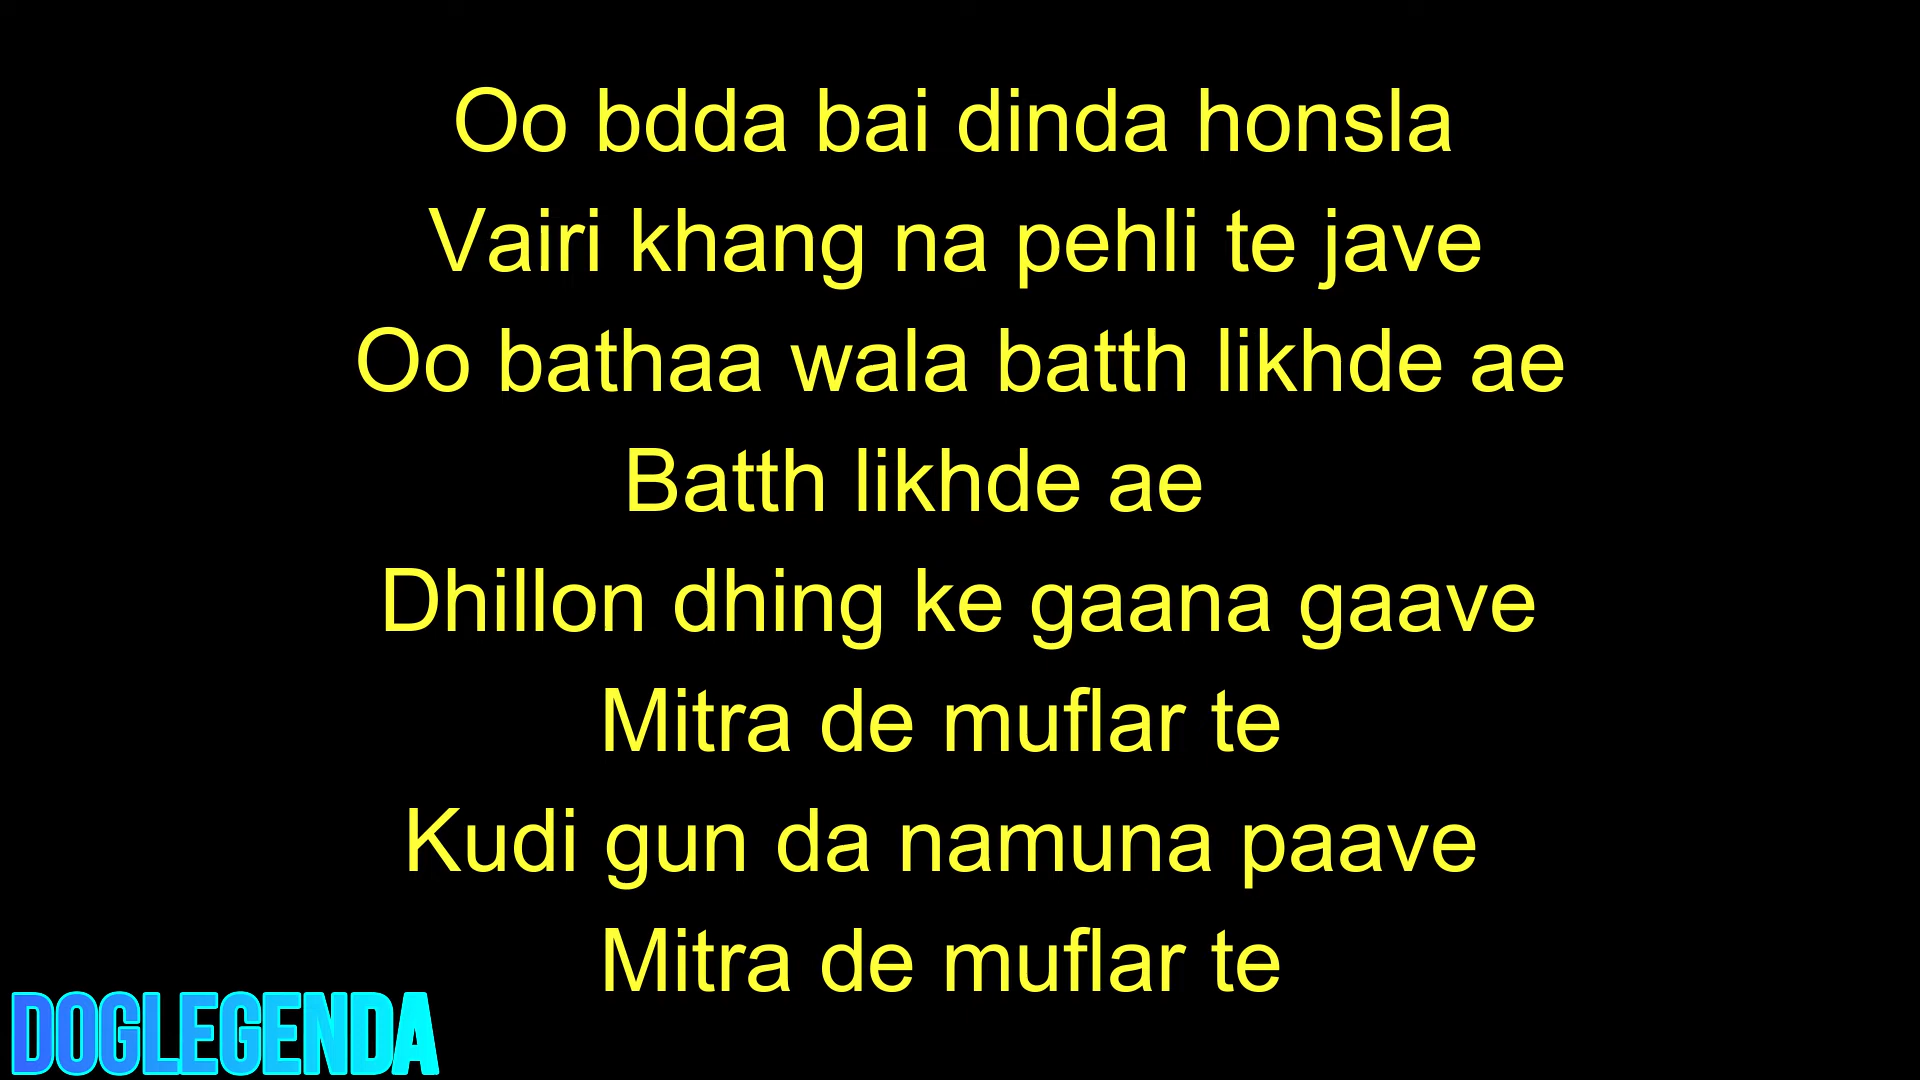 Oo bdda bai dinda honsla
Vairi khang na pehli te jave
Oo bathaa wala batth likhde ae
Batth likhde ae
Dhillon dhing ke gaana gaave
Mitra de muflar te
Kudi gun da namuna paave
Mitra de muflar te
DOGLEGENDA